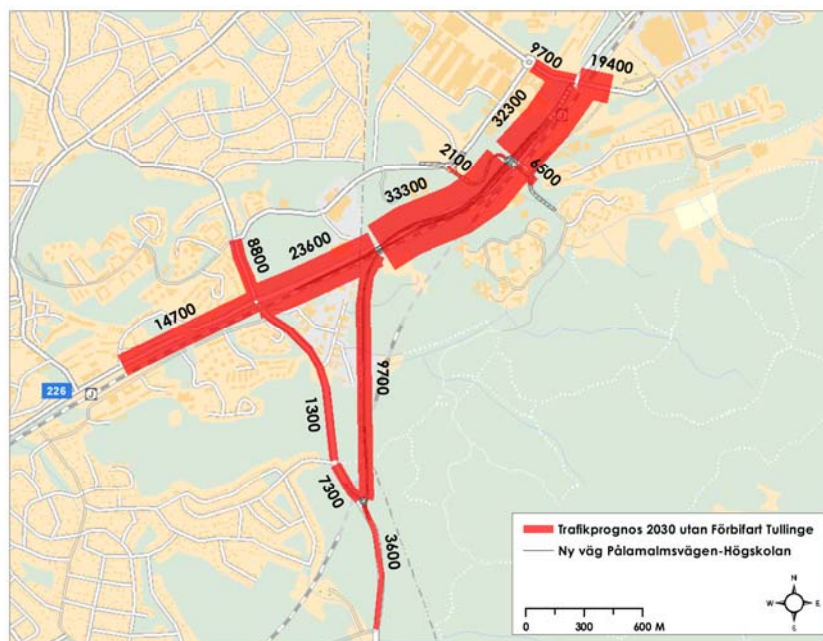 9700
19400
32300
2100
6500
33300
8800
23600
14700
226
9700
1300
7300
3600
Trafikprognos 2030 utan Förbifart Tullinge
Ny väg Pålamalmsvägen-Högskolan
N
W E
S
0 300 600 M